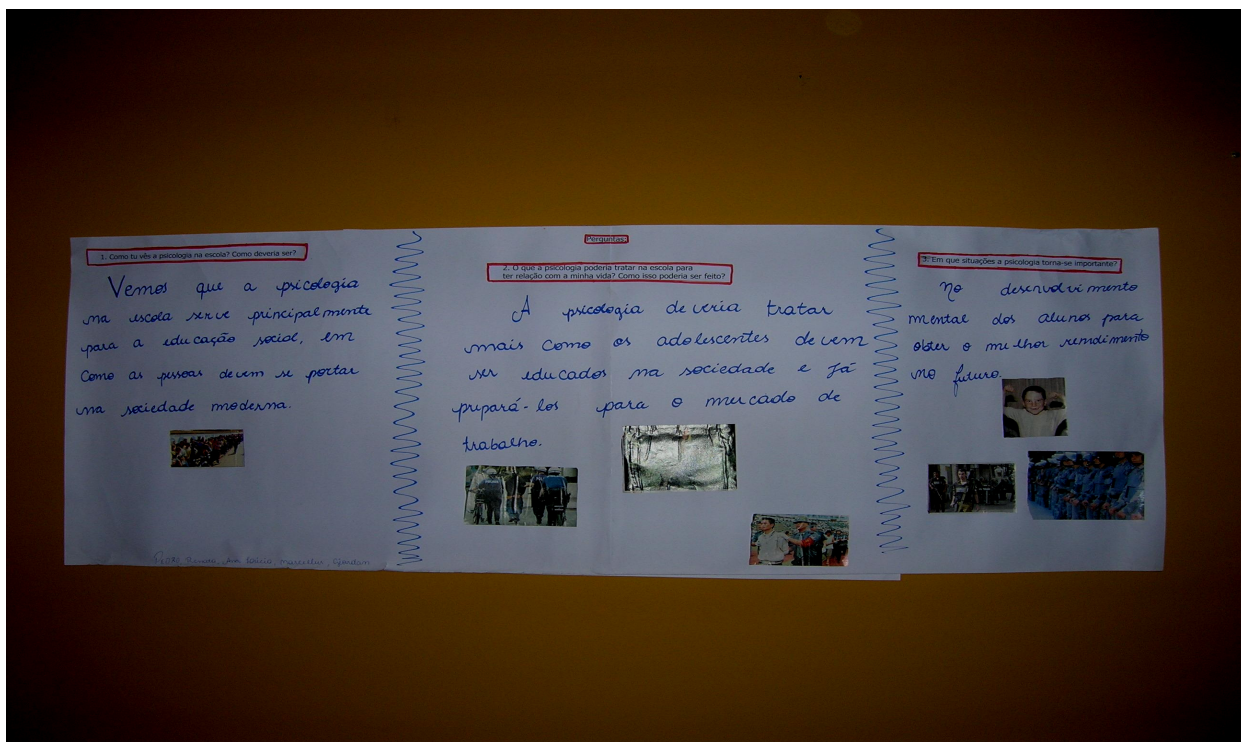 Perguntas:
1. Como tu vês a psicologia na escola? Como deveria ser?
Vemos que a psicologia
na escola serve principalmente
para a educação social, em
como as pessoas devem se portar
na sociedade moderna.
2. O que a psicologia poderia tratar na escola para
ter relação com a minha vida? Como isso poderia ser feito?
A psicologia deveria tratar
mais como os adolescentes devem
ser educados na sociedade e já
prepará-los para o mercado de
trabalho.
3. Em que situações a psicologia torna-se importante?
no desenvolvimento
mental dos alunos para
obter o melhor rendimento
no futuro.